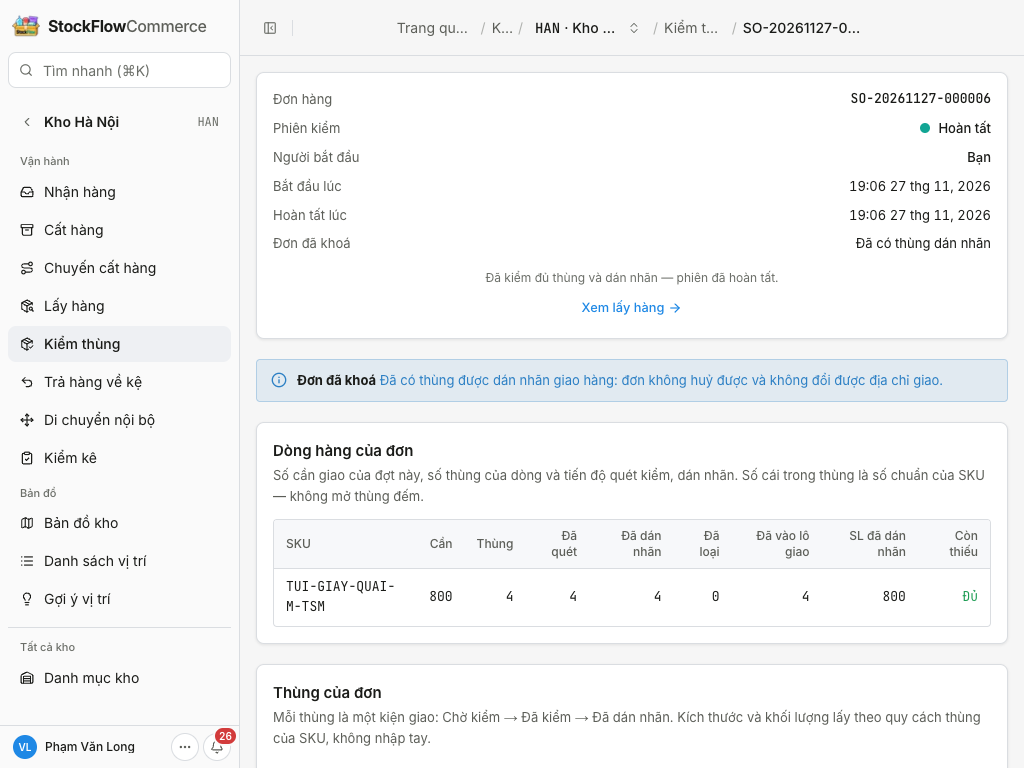 StockFlowCommerce
Tìm nhanh (⌘K)
Kho Hà Nội HAN
Vận hành
Nhận hàng
Cất hàng
Chuyến cất hàng
Lấy hàng
Kiểm thùng
Trả hàng về kệ
Di chuyển nội bộ
Kiểm kê
Bản đồ
Bản đồ kho
Danh sách vị trí
Gợi ý vị trí
Tất cả kho
Danh mục kho
VL Phạm Văn Long 26
Trang qu... / K... / HAN · Kho ... / Kiểm t... / SO-20261127-0...
Đơn hàng SO-20261127-000006
Phiên kiểm Hoàn tất
Người bắt đầu Bạn
Bắt đầu lúc 19:06 27 thg 11, 2026
Hoàn tất lúc 19:06 27 thg 11, 2026
Đơn đã khoá Đã có thùng dán nhãn
Đã kiểm đủ thùng và dán nhãn — phiên đã hoàn tất.
Xem lấy hàng →
Đơn đã khoá Đã có thùng được dán nhãn giao hàng: đơn không huỷ được và không đổi được địa chỉ giao.
Dòng hàng của đơn
Số cần giao của đợt này, số thùng của dòng và tiến độ quét kiểm, dán nhãn. Số cái trong thùng là số chuẩn của SKU
— không mở thùng đếm.
SKU Cần Thùng Đã quét Đã dán nhãn Đã loại Đã vào lô giao SL đã dán nhãn Còn thiếu
TUI-GIAY-QUAI-M-TSM 800 4 4 4 0 4 800 Đủ
Thùng của đơn
Mỗi thùng là một kiện giao: Chờ kiểm → Đã kiểm → Đã dán nhãn. Kích thước và khối lượng lấy theo quy cách thùng
của SKU, không nhập tay.